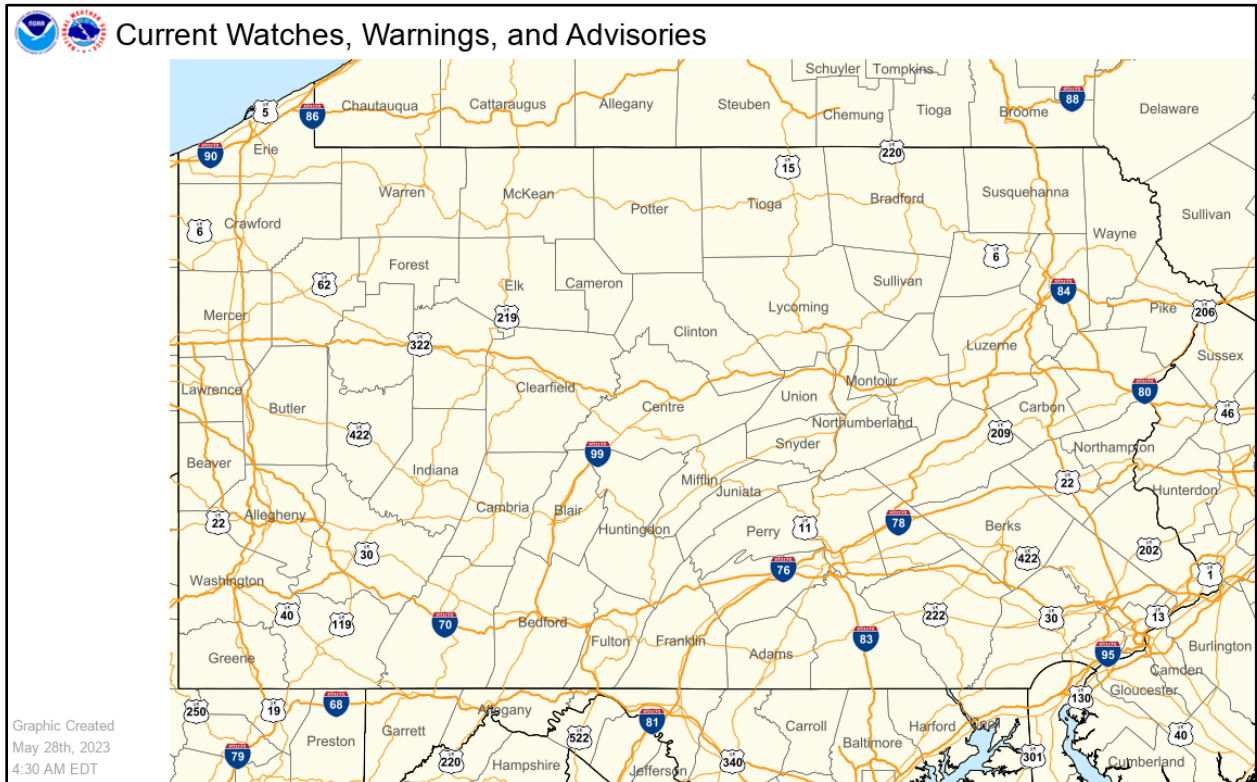 NOAA
Current Watches, Warnings, and Advisories
Schuyler
Tompkins
Chautauqua
Cattaraugus
Allegany
Steuben
Chemung
Tioga
Broome
Delaware
88
5
86
Erie
90
220
15
Warren
McKean
Potter
Tioga
Bradford
Susquehanna
Sullivan
6
Crawford
Wayne
Forest
6
62
Elk
Cameron
Sullivan
84
Mercer
219
Lycoming
Pike
206
322
Clinton
Luzerne
Sussex
Lawrence
Clearfield
Montour
80
Butler
Centre
Union
Carbon
46
422
Northumberland
209
99
Snyder
Northampton
Beaver
Indiana
Mifflin
22
Juniata
Hunterdon
22
Allegheny
Cambria
Blair
Huntingdon
Perry
11
78
Berks
30
422
202
76
1
Washington
40
119
70
Bedford
222
30
13
Greene
Fulton
Franklin
Adams
83
95
Burlington
Camden
Gloucester
130
250
19
68
Allegany
81
Garrett
Carroll
Harford
Cecil
40
Preston
522
Baltimore
79
220
Hampshire
Jefferson
340
301
Cumberland
Graphic Created
May 28th, 2023
4:30 AM EDT